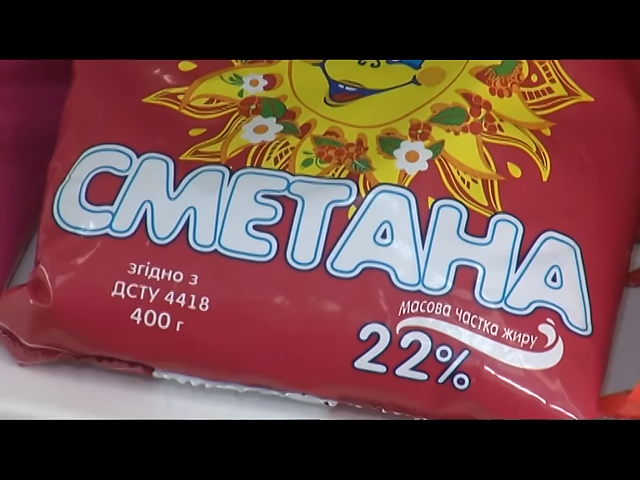 СМЕТАНА
згідно з
ДСТУ 4418
400 г
Масова частка жиру
22%